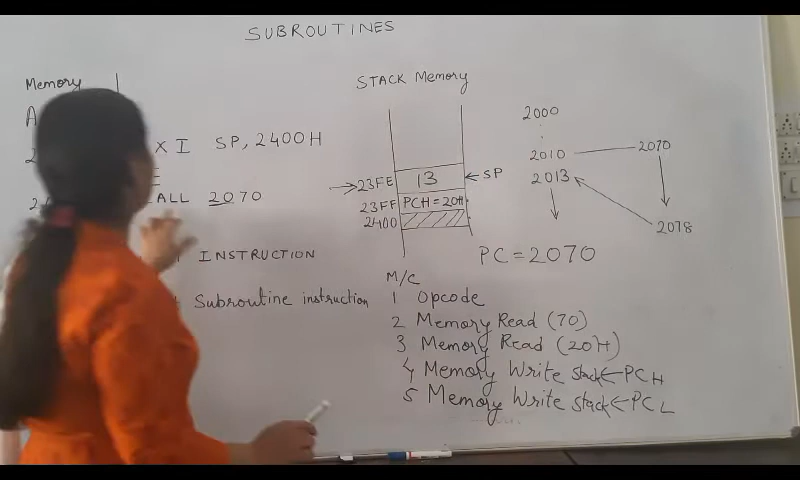 SUBROUTINES
Memory
XI SP, 2400H
ALL 2070
INSTRUCTION
Subroutine instruction
STACK Memory
23FE 13 SP
23FF PCH = 20H
2400
2000
2010 2070
2013
2078
PC = 2070
M/C
1 Opcode
2 Memory Read (70)
3 Memory Read (20H)
4 Memory Write Stack ← PCH
5 Memory Write Stack ← PCL